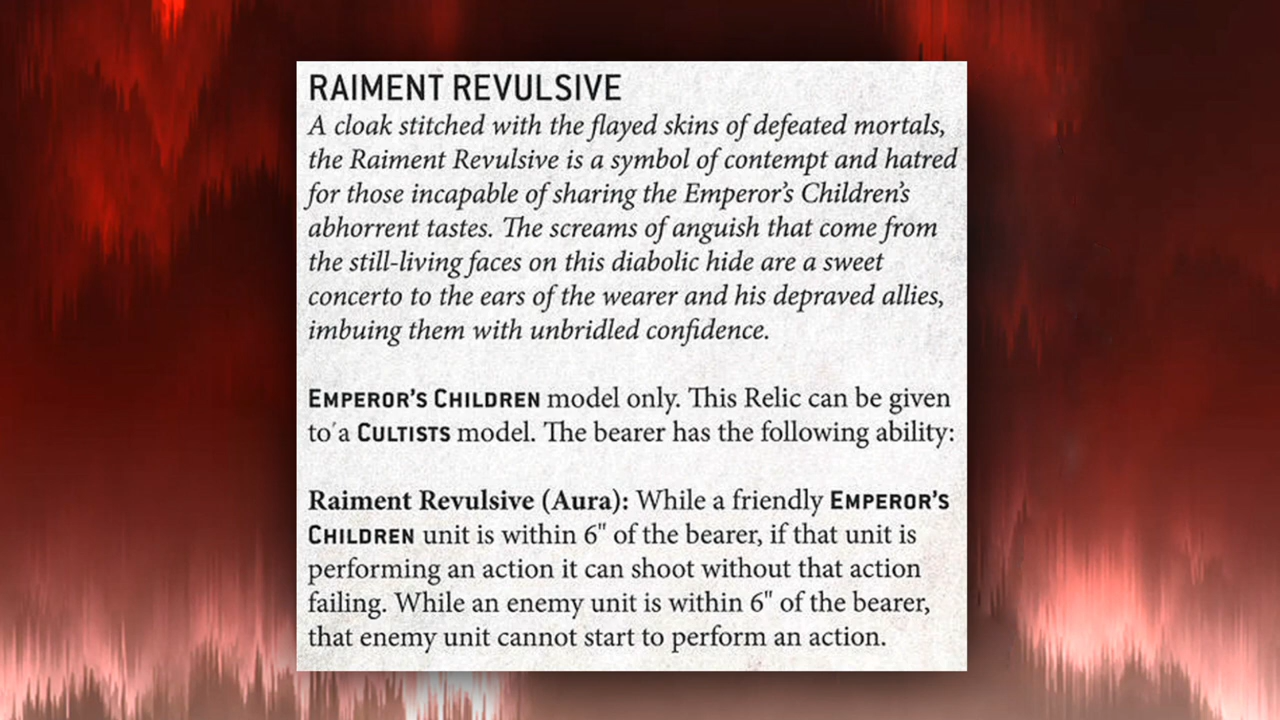 RAIMENT REVULSIVE
A cloak stitched with the flayed skins of defeated mortals,
the Raiment Revulsive is a symbol of contempt and hatred
for those incapable of sharing the Emperor's Children's
abhorrent tastes. The screams of anguish that come from
the still-living faces on this diabolic hide are a sweet
concerto to the ears of the wearer and his depraved allies,
imbuing them with unbridled confidence.
EMPEROR'S CHILDREN model only. This Relic can be given
to a CULTISTS model. The bearer has the following ability:
Raiment Revulsive (Aura): While a friendly EMPEROR'S
CHILDREN unit is within 6" of the bearer, if that unit is
performing an action it can shoot without that action
failing. While an enemy unit is within 6" of the bearer,
that enemy unit cannot start to perform an action.